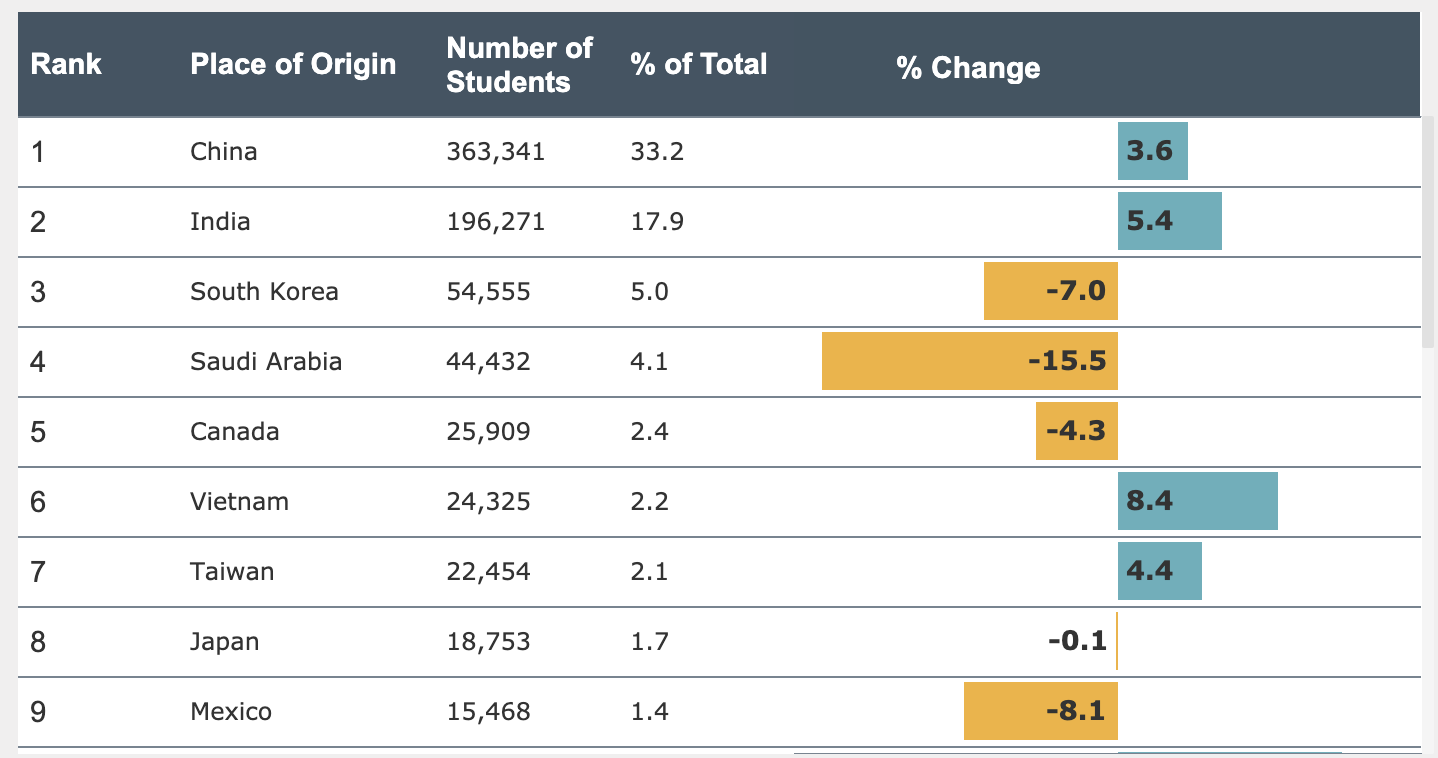 Rank Place of Origin Number of Students % of Total % Change
1 China 363,341 33.2 3.6
2 India 196,271 17.9 5.4
3 South Korea 54,555 5.0 -7.0
4 Saudi Arabia 44,432 4.1 -15.5
5 Canada 25,909 2.4 -4.3
6 Vietnam 24,325 2.2 8.4
7 Taiwan 22,454 2.1 4.4
8 Japan 18,753 1.7 -0.1
9 Mexico 15,468 1.4 -8.1